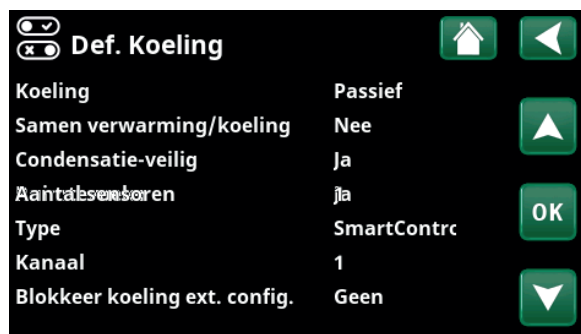 Def. Koeling
Koeling Passief
Samen verwarming/koeling Nee
Condensatie-veilig Ja
Type SmartContro
Kanaal 1
Blokkeer koeling ext. config. Geen
OK